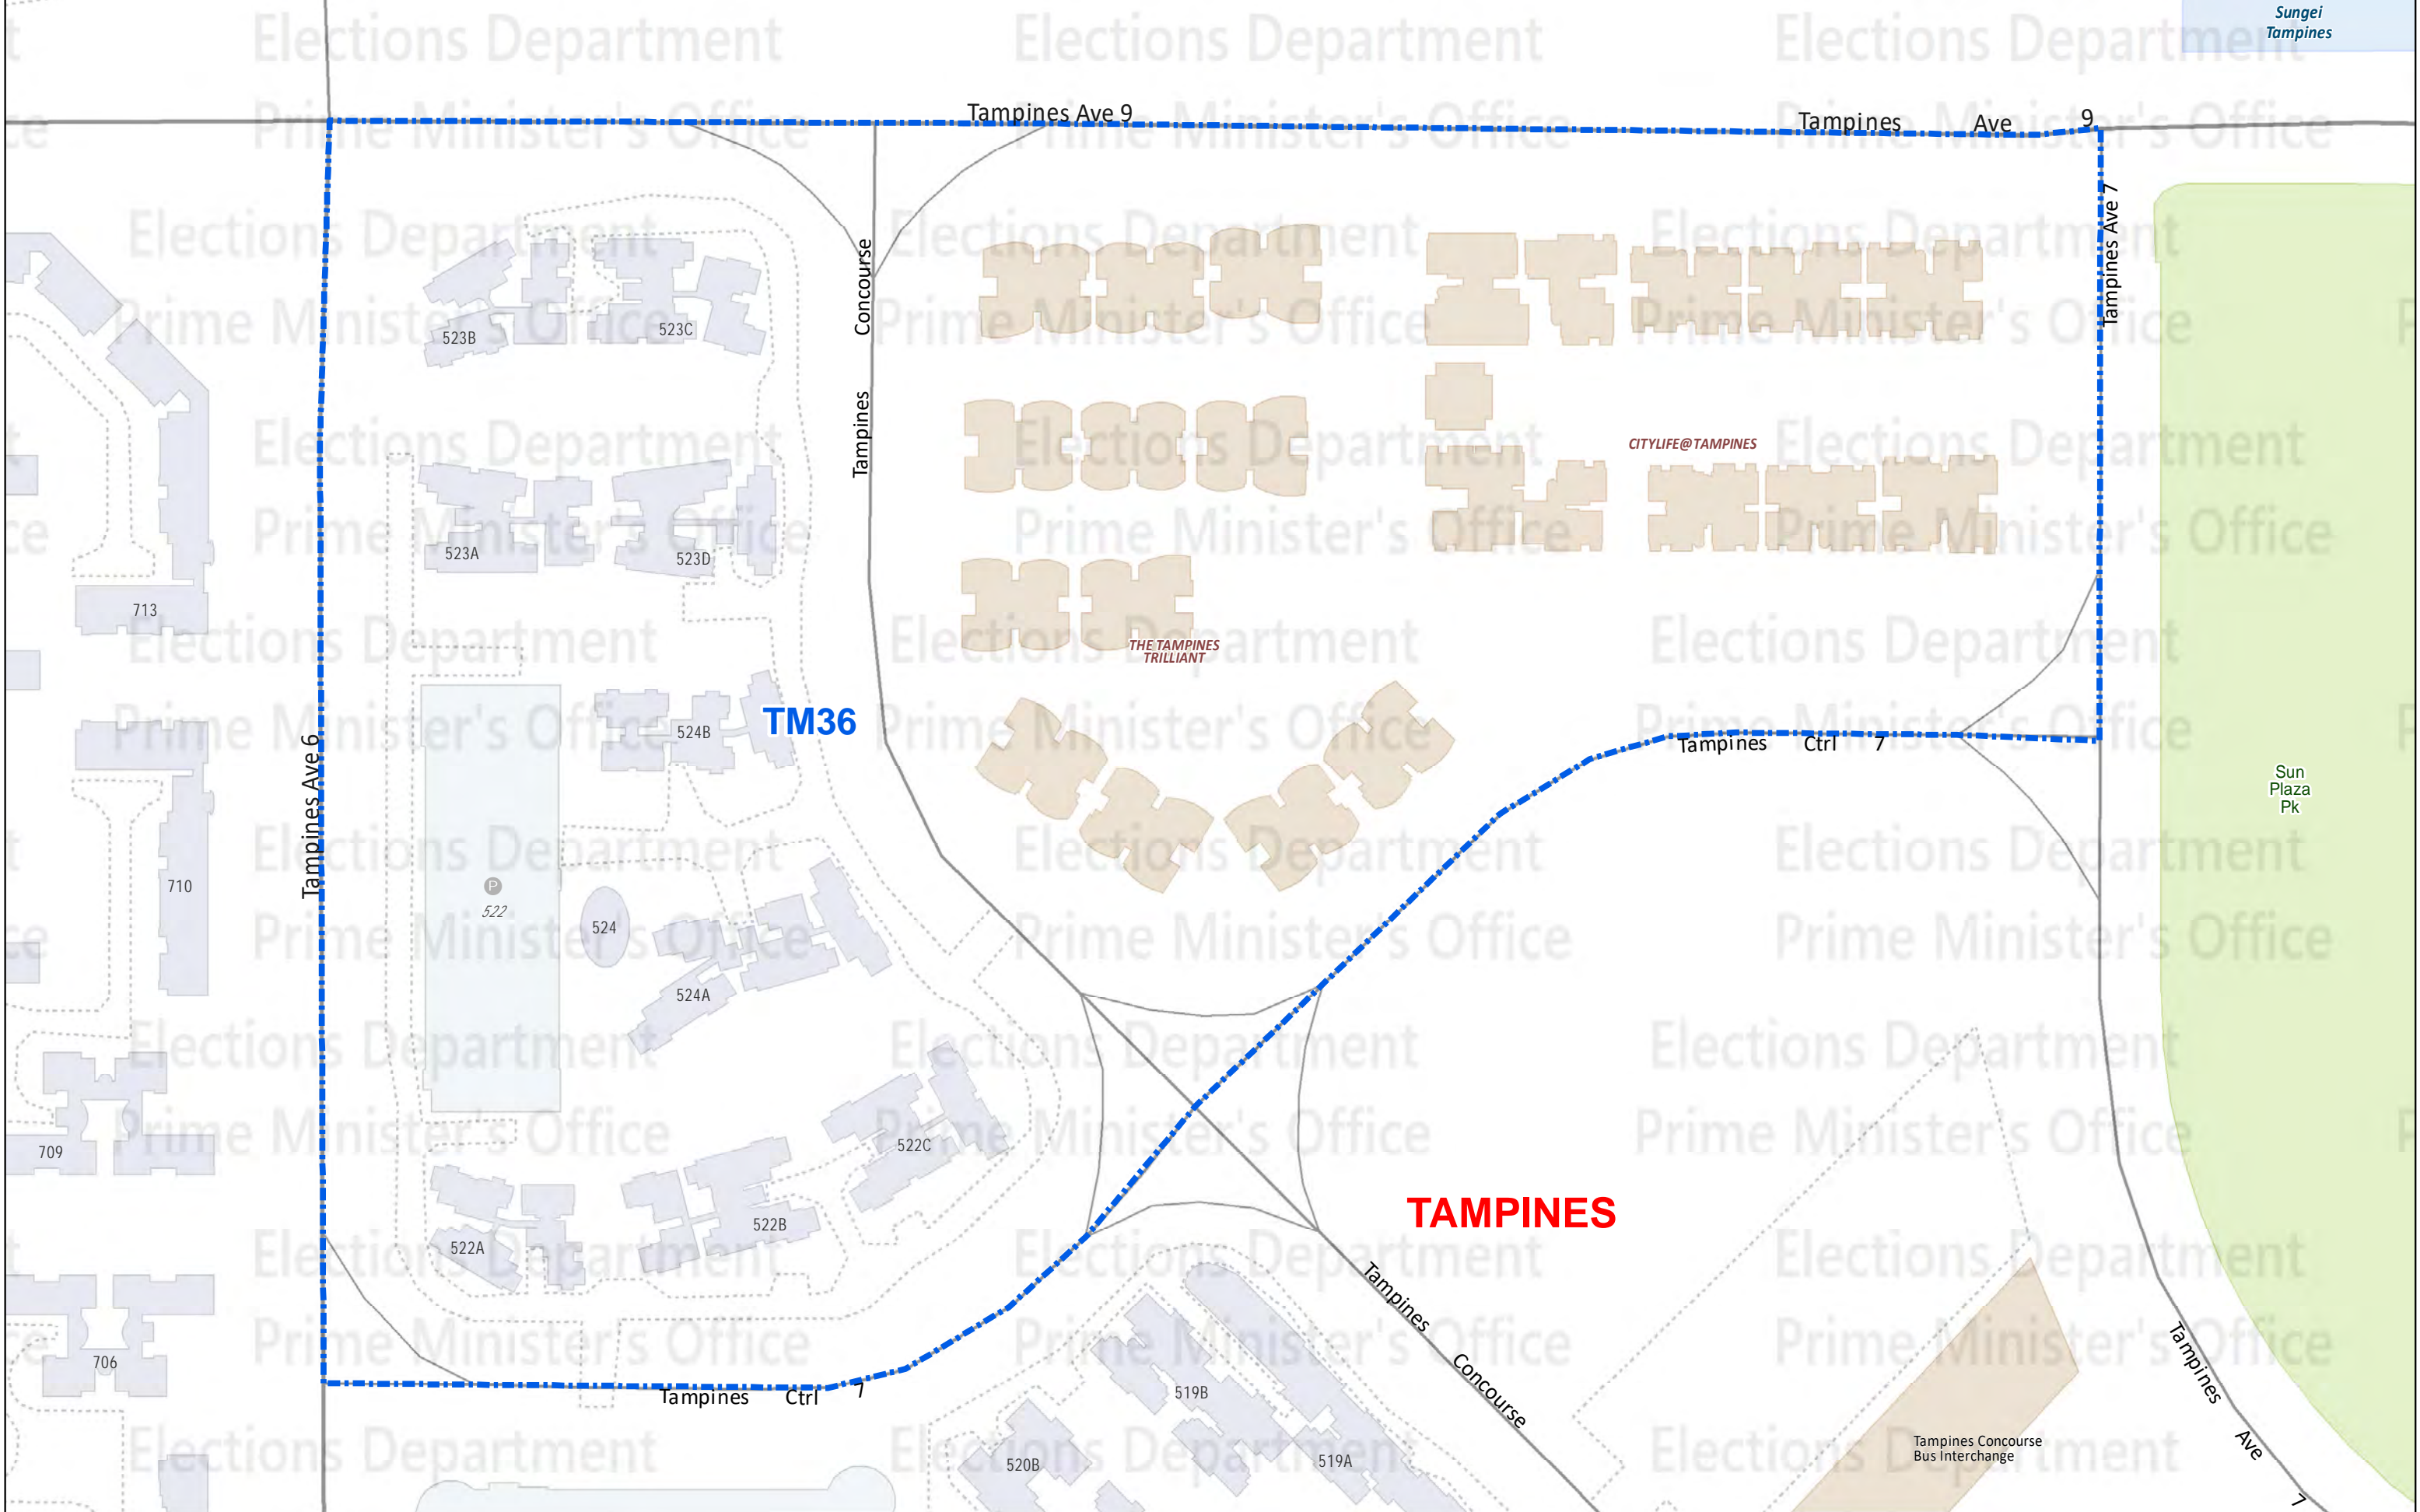 Sungei
Tampines
Tampines Ave 9
Tampines Ave 9
Tampines Ave 7
Tampines Concourse
523B
523C
CITYLIFE@TAMPINES
523A
523D
713
THE TAMPINES
TRILLIANT
TM36
524B
Tampines Ctrl 7
Tampines Ave 6
Sun
Plaza
Pk
710
P
522
524
524A
709
522C
522B
TAMPINES
522A
Tampines Concourse
706
Tampines Ctrl 7
519B
Tampines Ave 7
Tampines Concourse
Bus Interchange
520B
519A
Elections Department
Prime Minister's Office